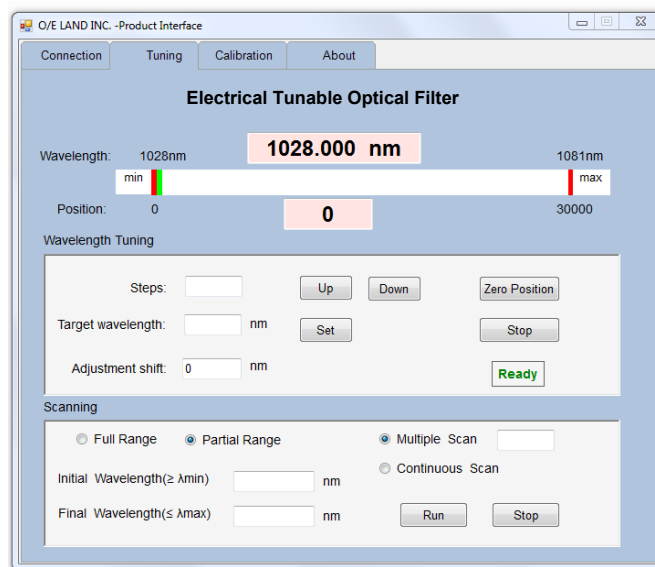 O/E LAND INC. -Product Interface
Connection Tuning Calibration About
Electrical Tunable Optical Filter
Wavelength: 1028nm 1028.000 nm 1081nm
min max
Position: 0 0 30000
Wavelength Tuning
Steps: Up Down Zero Position
Target wavelength: nm Set Stop
Adjustment shift: 0 nm Ready
Scanning
Full Range Partial Range Multiple Scan
Continuous Scan
Initial Wavelength(≥ λmin) nm
Final Wavelength(≤ λmax) nm Run Stop